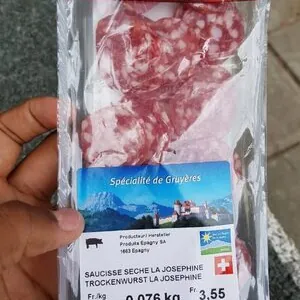 Spécialité de Gruyères
Producteur/ Hersteller
Produits Epagny SA
1663 Epagny
SAUCISSE SECHE LA JOSEPHINE
TROCKENWURST LA JOSEPHINE
Fr./kg 0,076 kg Fr. 3.55